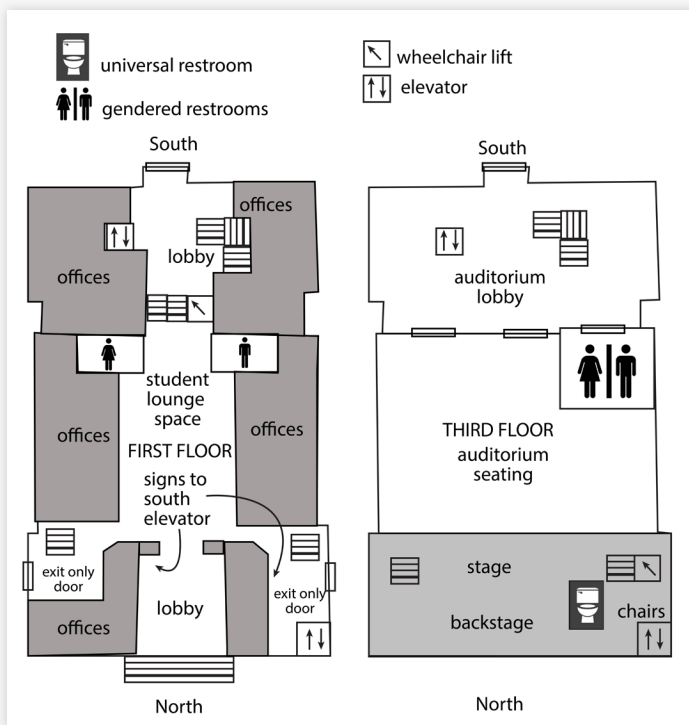 universal restroom
gendered restrooms
wheelchair lift
elevator
South
offices
lobby
offices
student
lounge
space
offices
offices
FIRST FLOOR
signs to
south
elevator
exit only
door
exit only
door
lobby
offices
North
South
auditorium
lobby
THIRD FLOOR
auditorium
seating
stage
chairs
backstage
North